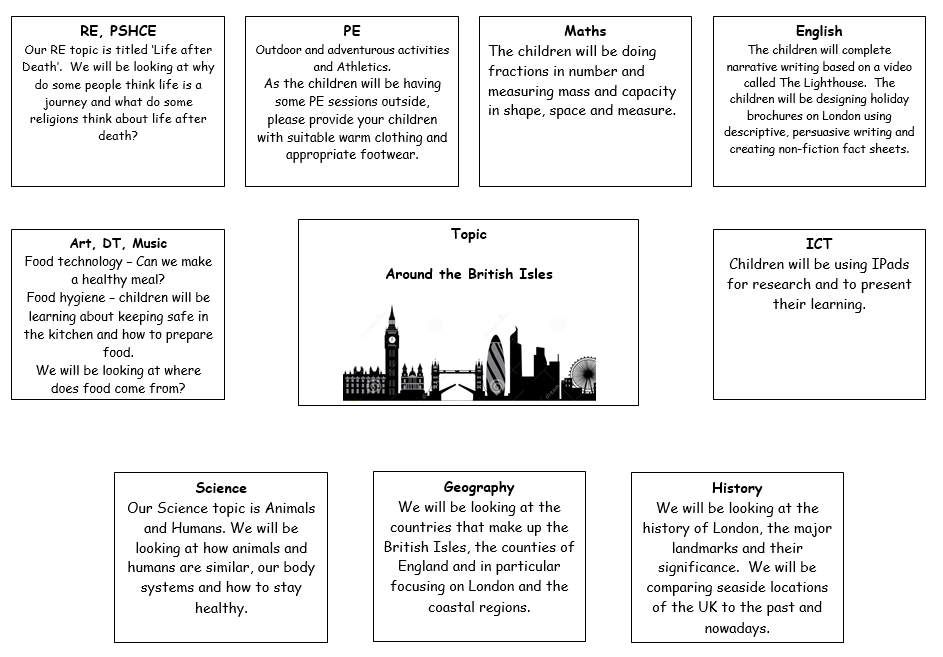 RE, PSHCE
Our RE topic is titled ‘Life after
Death’.  We will be looking at why
do some people think life is a
journey and what do some
religions think about life after
death?
PE
Outdoor and adventurous activities
and Athletics.
As the children will be having
some PE sessions outside,
please provide your children
with suitable warm clothing and
appropriate footwear.
Maths
The children will be doing
fractions in number and
measuring mass and capacity
in shape, space and measure.
English
The children will complete
narrative writing based on a video
called The Lighthouse.  The
children will be designing holiday
brochures on London using
descriptive, persuasive writing and
creating non-fiction fact sheets.
Art, DT, Music
Food technology – Can we make
a healthy meal?
Food hygiene – children will be
learning about keeping safe in
the kitchen and how to prepare
food.
We will be looking at where
does food come from?
Topic
Around the British Isles
ICT
Children will be using IPads
for research and to present
their learning.
Science
Our Science topic is Animals
and Humans. We will be
looking at how animals and
humans are similar, our body
systems and how to stay
healthy.
Geography
We will be looking at the
countries that make up the
British Isles, the counties of
England and in particular
focusing on London and the
coastal regions.
History
We will be looking at the
history of London, the major
landmarks and their
significance.  We will be
comparing seaside locations
of the UK to the past and
nowadays.